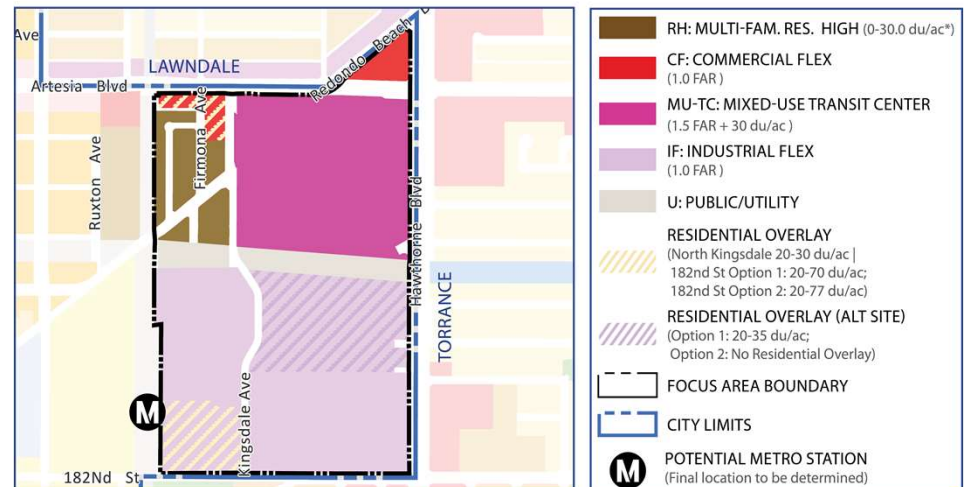 Ave
LAWNDALE
Artesia Blvd
Redondo Beach B
Ruxton Ave
Firmona Ave
Hawthorne Blvd
TORRANCE
Kingsdale Ave
M
182Nd St
RH: MULTI-FAM. RES. HIGH (0-30.0 du/ac*)
CF: COMMERCIAL FLEX
(1.0 FAR)
MU-TC: MIXED-USE TRANSIT CENTER
(1.5 FAR + 30 du/ac )
IF: INDUSTRIAL FLEX
(1.0 FAR )
U: PUBLIC/UTILITY
RESIDENTIAL OVERLAY
(North Kingsdale 20-30 du/ac |
182nd St Option 1: 20-70 du/ac;
182nd St Option 2: 20-77 du/ac)
RESIDENTIAL OVERLAY (ALT SITE)
(Option 1: 20-35 du/ac;
Option 2: No Residential Overlay)
FOCUS AREA BOUNDARY
CITY LIMITS
M
POTENTIAL METRO STATION
(Final location to be determined)